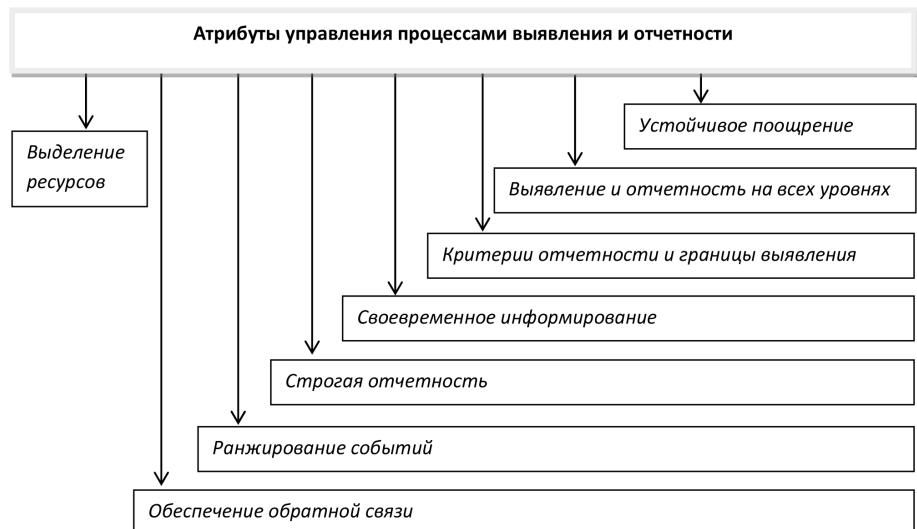 Атрибуты управления процессами выявления и отчетности
Устойчивое поощрение
Выделение
ресурсов
Выявление и отчетность на всех уровнях
Критерии отчетности и границы выявления
Своевременное информирование
Строгая отчетность
Ранжирование событий
Обеспечение обратной связи